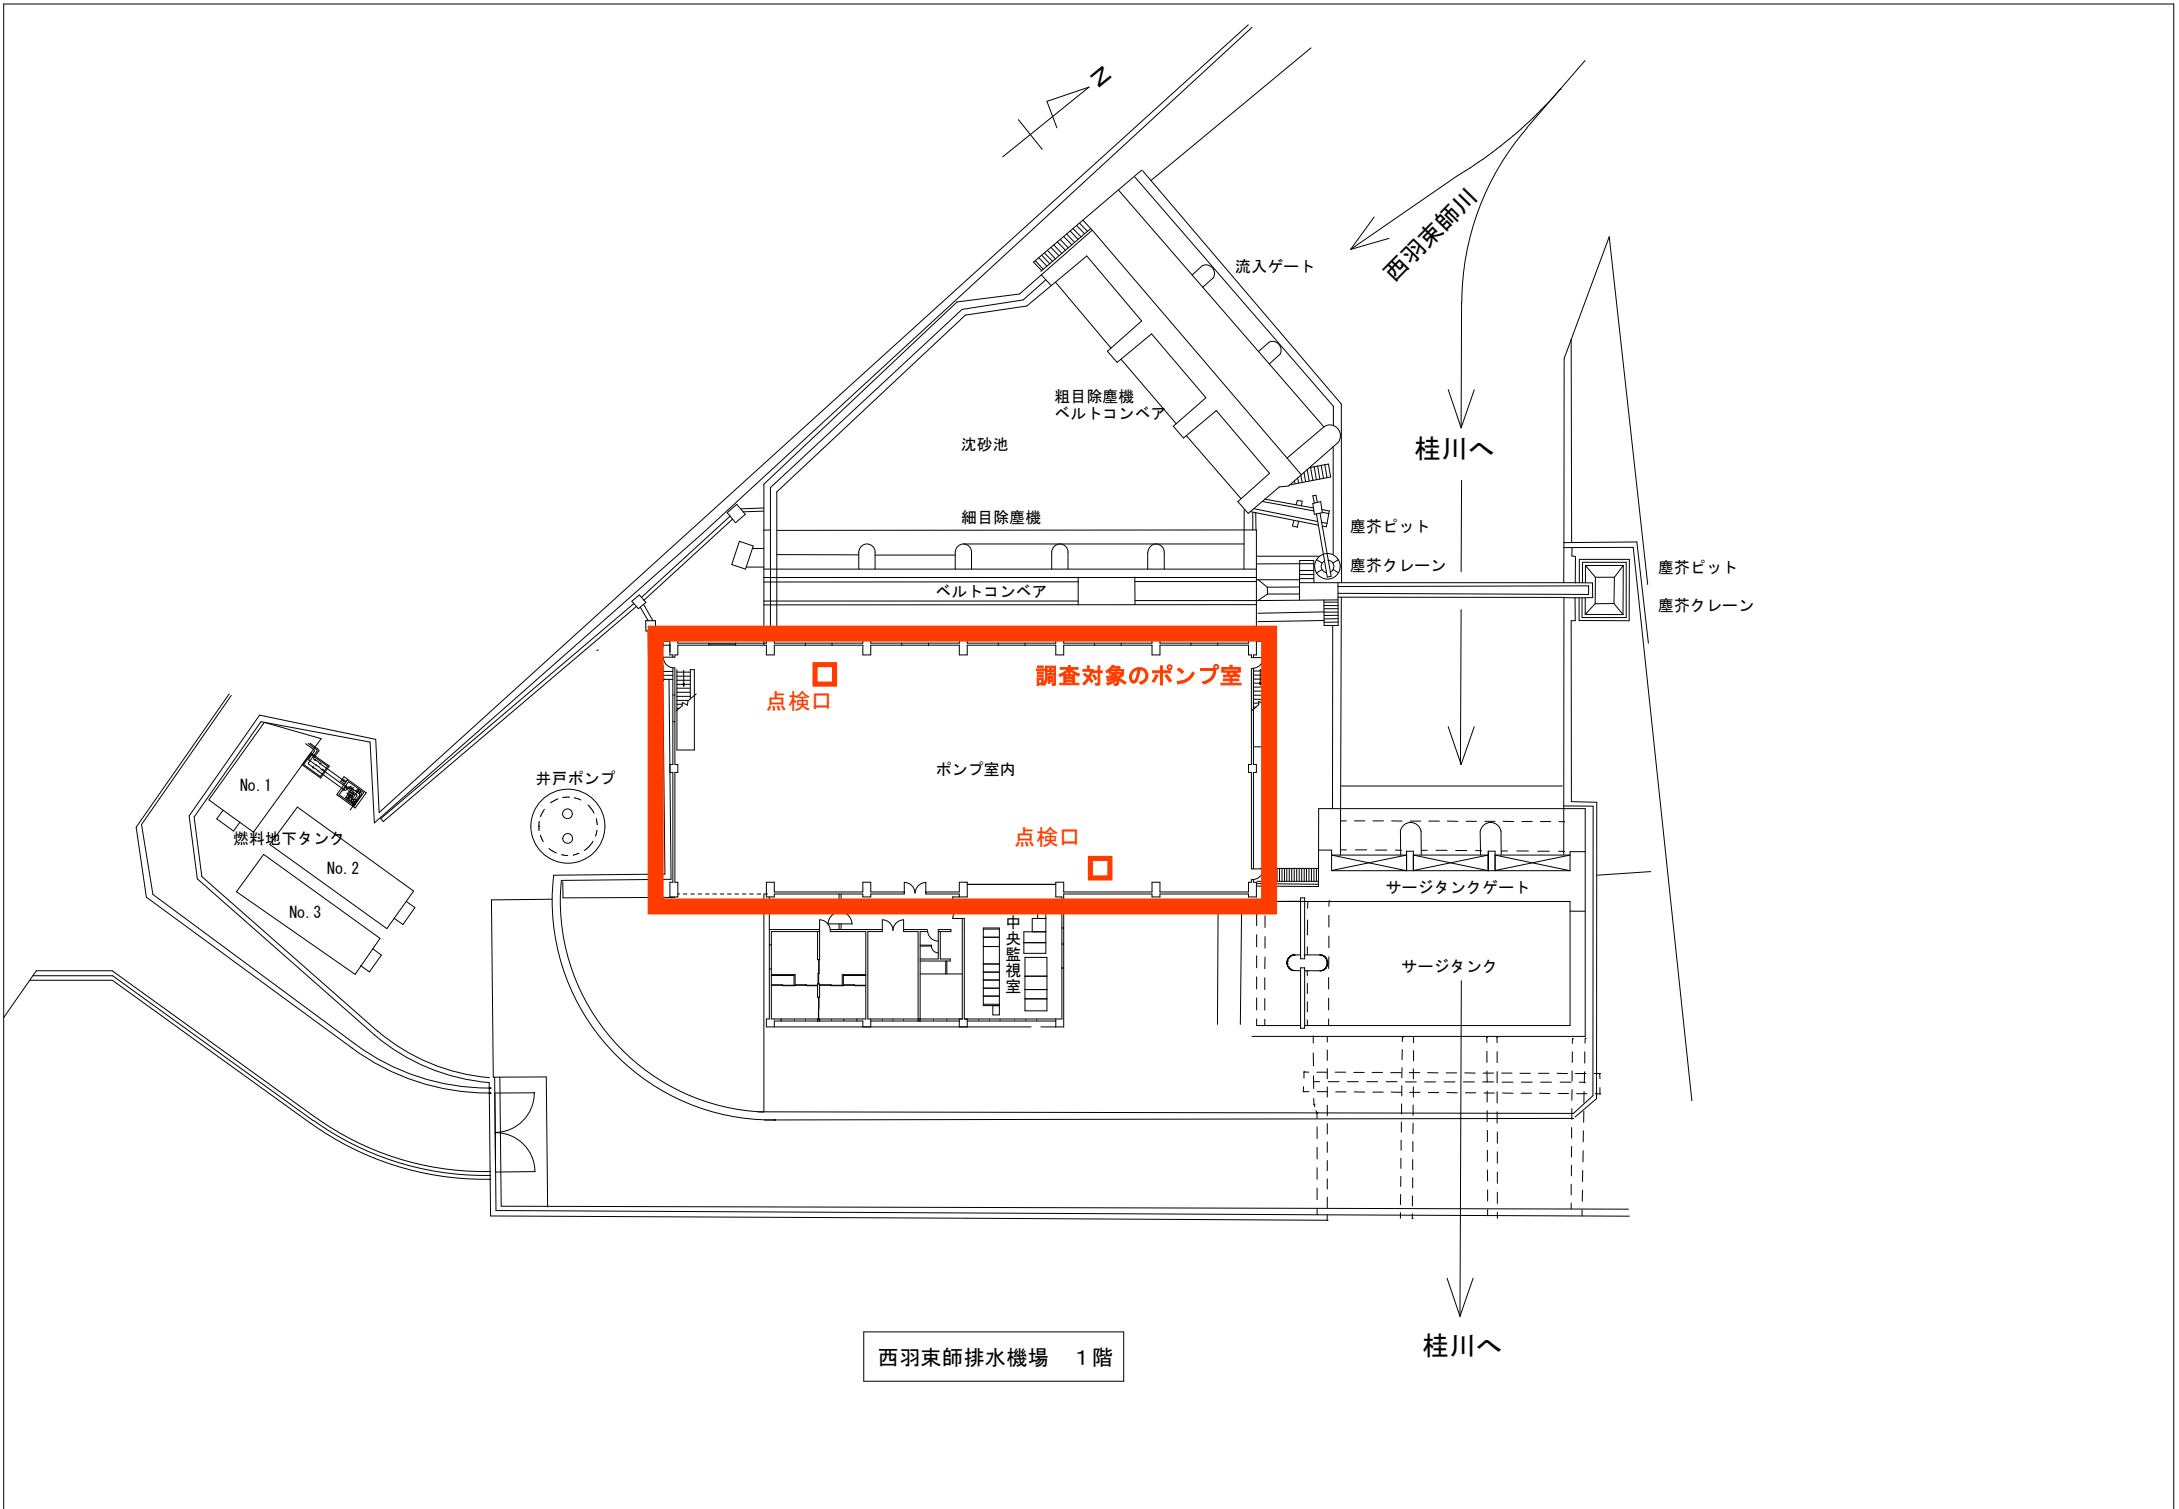 N
西羽束師川
流入ゲート
粗目除塵機
ベルトコンベア
沈砂池
桂川へ
細目除塵機
塵芥ピット
塵芥クレーン
塵芥ピット
塵芥クレーン
ベルトコンベア
調査対象のポンプ室
点検口
ポンプ室内
井戸ポンプ
No.1
燃料地下タンク
No.2
No.3
点検口
サージタンクゲート
中央監視室
サージタンク
桂川へ
西羽束師排水機場　1階